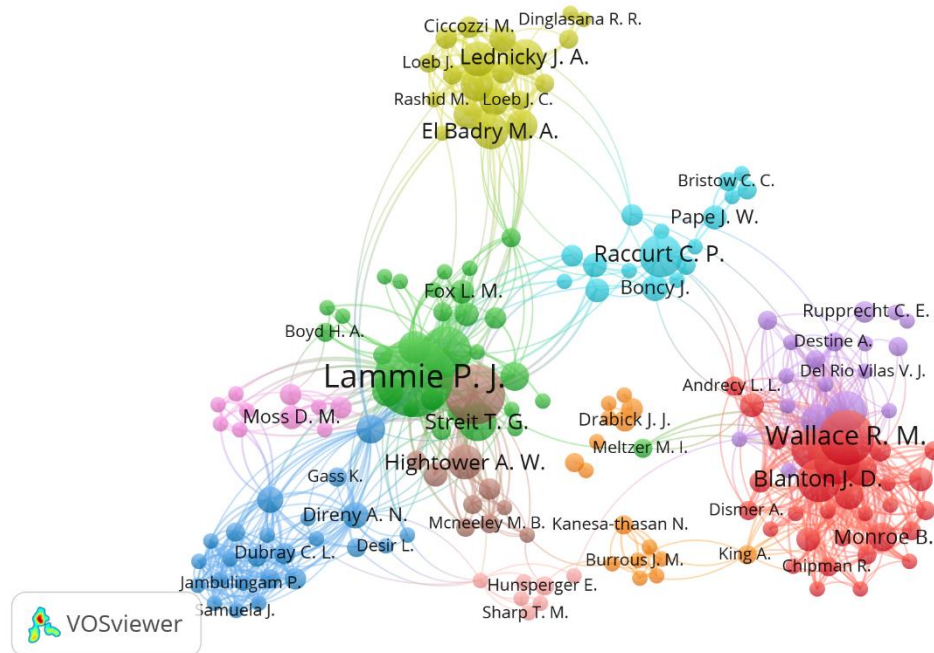 Ciccozzi M.
Dinglasana R. R.
Loeb J.
Lednicky J. A.
Rashid M.
Loeb J. C.
El Badry M. A.
Bristow C. C.
Pape J. W.
Raccurt C. P.
Boncy J.
Fox L. M.
Boyd H. A.
Rupprecht C. E.
Destine A.
Del Rio Vilas V. J.
Andrecy L. L.
Lammie P. J.
Moss D. M.
Streit T. G.
Drabick J. J.
Meltzer M. I.
Wallace R. M.
Hightower A. W.
Gass K.
Blanton J. D.
Direny A. N.
Mcneeley M. B.
Kanesa-thasan N.
Dismer A.
Monroe B.
Dubray C. L.
Desir L.
Burrous J. M.
King A.
Chipman R.
Jambulingam P.
Hunsperger E.
Samuela J.
Sharp T. M.
VOSviewer